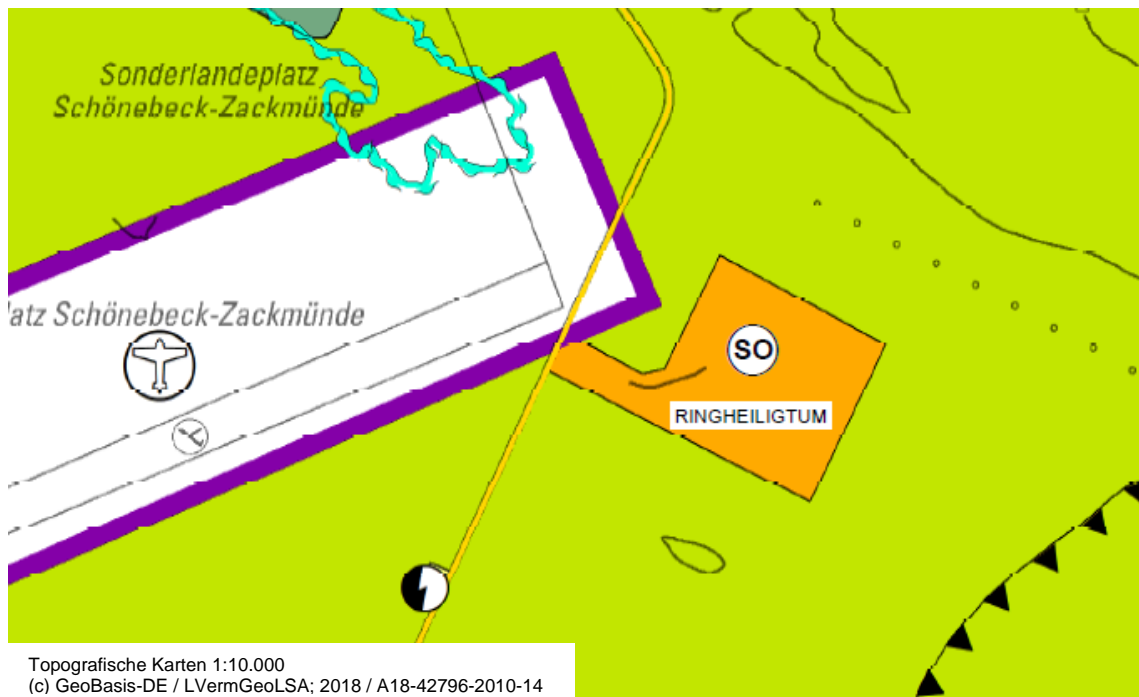 Sonderlandeplatz
Schönebeck-Zackmünde
latz Schönebeck-Zackmünde
SO
RINGHEILIGTUM
Topografische Karten 1:10.000
(c) GeoBasis-DE / LVermGeoLSA; 2018 / A18-42796-2010-14